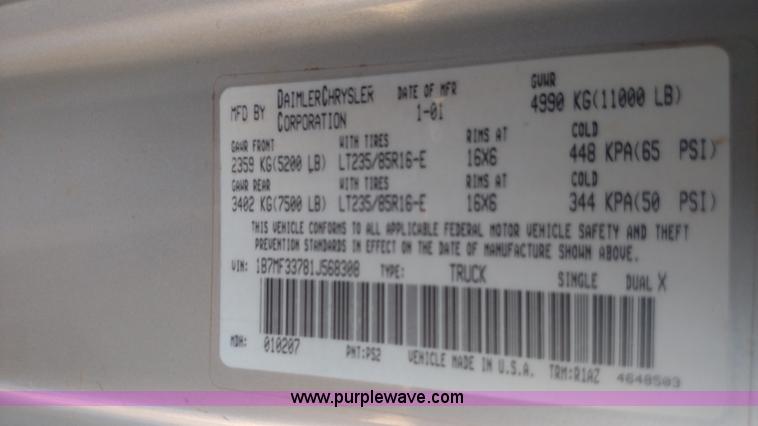 MFD BY DAIMLERCHRYSLER CORPORATION DATE OF MFR 1-01 GVWR 4990 KG(11000 LB)
GAWR FRONT WITH TIRES RIMS AT COLD
2359 KG(5200 LB) LT235/85R16-E 16X6 448 KPA(65 PSI)
GAWR REAR WITH TIRES RIMS AT COLD
3402 KG(7500 LB) LT235/85R16-E 16X6 344 KPA(50 PSI)
THIS VEHICLE CONFORMS TO ALL APPLICABLE FEDERAL MOTOR VEHICLE SAFETY AND THEFT
PREVENTION STANDARDS IN EFFECT ON THE DATE OF MANUFACTURE SHOWN ABOVE.
VIN: 1B7MF33781J568308 TYPE: TRUCK SINGLE DUAL X
MDH: 010207 PNT:PS2 VEHICLE MADE IN U.S.A. TRM:R1AZ 4648503
www.purplewave.com